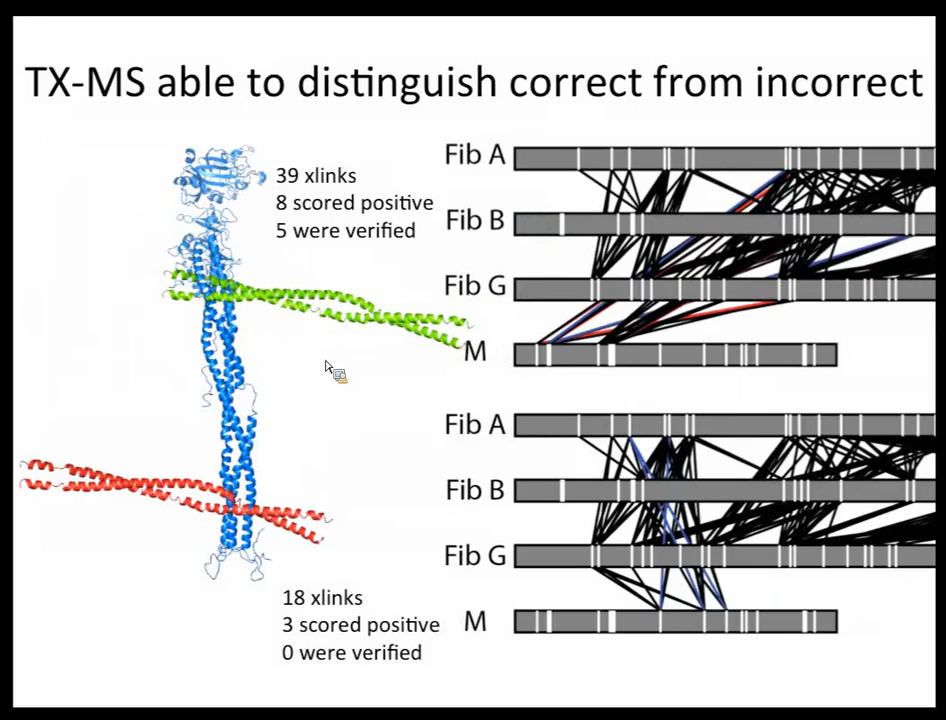 TX-MS able to distinguish correct from incorrect
39 xlinks
8 scored positive
5 were verified
Fib A
Fib B
Fib G
M
Fib A
Fib B
Fib G
M
18 xlinks
3 scored positive
0 were verified